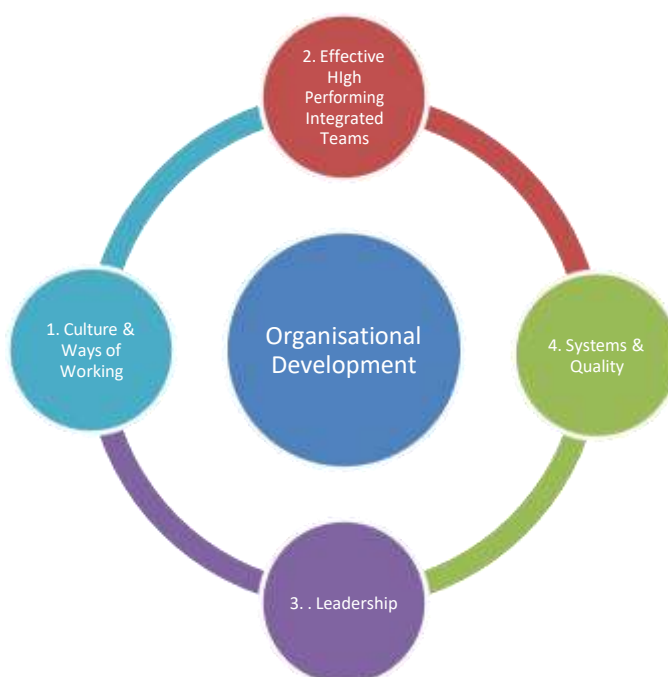 2. Effective
HIgh
Performing
Integrated
Teams
1. Culture &
Ways of
Working
Organisational
Development
4. Systems &
Quality
3. . Leadership